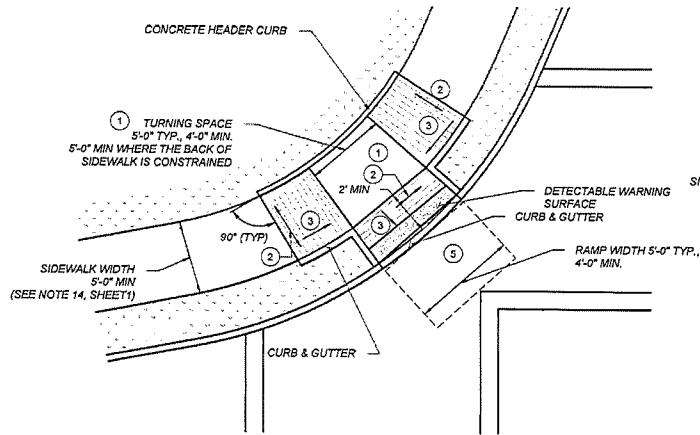 CONCRETE HEADER CURB
① TURNING SPACE
5'-0" TYP., 4'-0" MIN.
5'-0" MIN WHERE THE BACK OF
SIDEWALK IS CONSTRAINED
②
③
①
②
2' MIN
③
③
90° (TYP)
②
DETECTABLE WARNING
SURFACE
CURB & GUTTER
⑤
RAMP WIDTH 5'-0" TYP.,
4'-0" MIN.
SIDEWALK WIDTH
5'-0" MIN
(SEE NOTE 14, SHEET1)
CURB & GUTTER